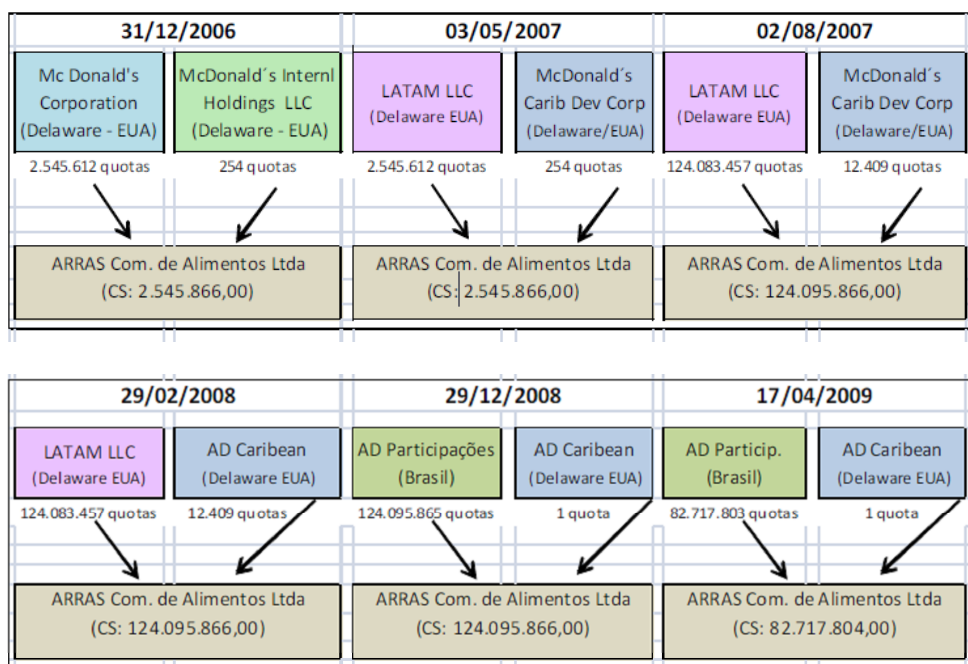 31/12/2006 03/05/2007 02/08/2007
Mc Donald's McDonald´s Internl LATAM LLC McDonald´s LATAM LLC McDonald´s
Corporation Holdings LLC (Delaware EUA) Carib Dev Corp (Delaware EUA) Carib Dev Corp
(Delaware - EUA) (Delaware - EUA) (Delaware/EUA) (Delaware/EUA)
2.545.612 quotas 254 quotas 2.545.612 quotas 254 quotas 124.083.457 quotas 12.409 quotas
ARRAS Com. de Alimentos Ltda ARRAS Com. de Alimentos Ltda ARRAS Com. de Alimentos Ltda
(CS: 2.545.866,00) (CS: 2.545.866,00) (CS: 124.095.866,00)
29/02/2008 29/12/2008 17/04/2009
LATAM LLC AD Caribean AD Participações AD Caribean AD Particip. AD Caribean
(Delaware EUA) (Delaware EUA) (Brasil) (Delaware EUA) (Brasil) (Delaware EUA)
124.083.457 quotas 12.409 quotas 124.095.865 quotas 1 quota 82.717.803 quotas 1 quota
ARRAS Com. de Alimentos Ltda ARRAS Com. de Alimentos Ltda ARRAS Com. de Alimentos Ltda
(CS: 124.095.866,00) (CS: 124.095.866,00) (CS: 82.717.804,00)